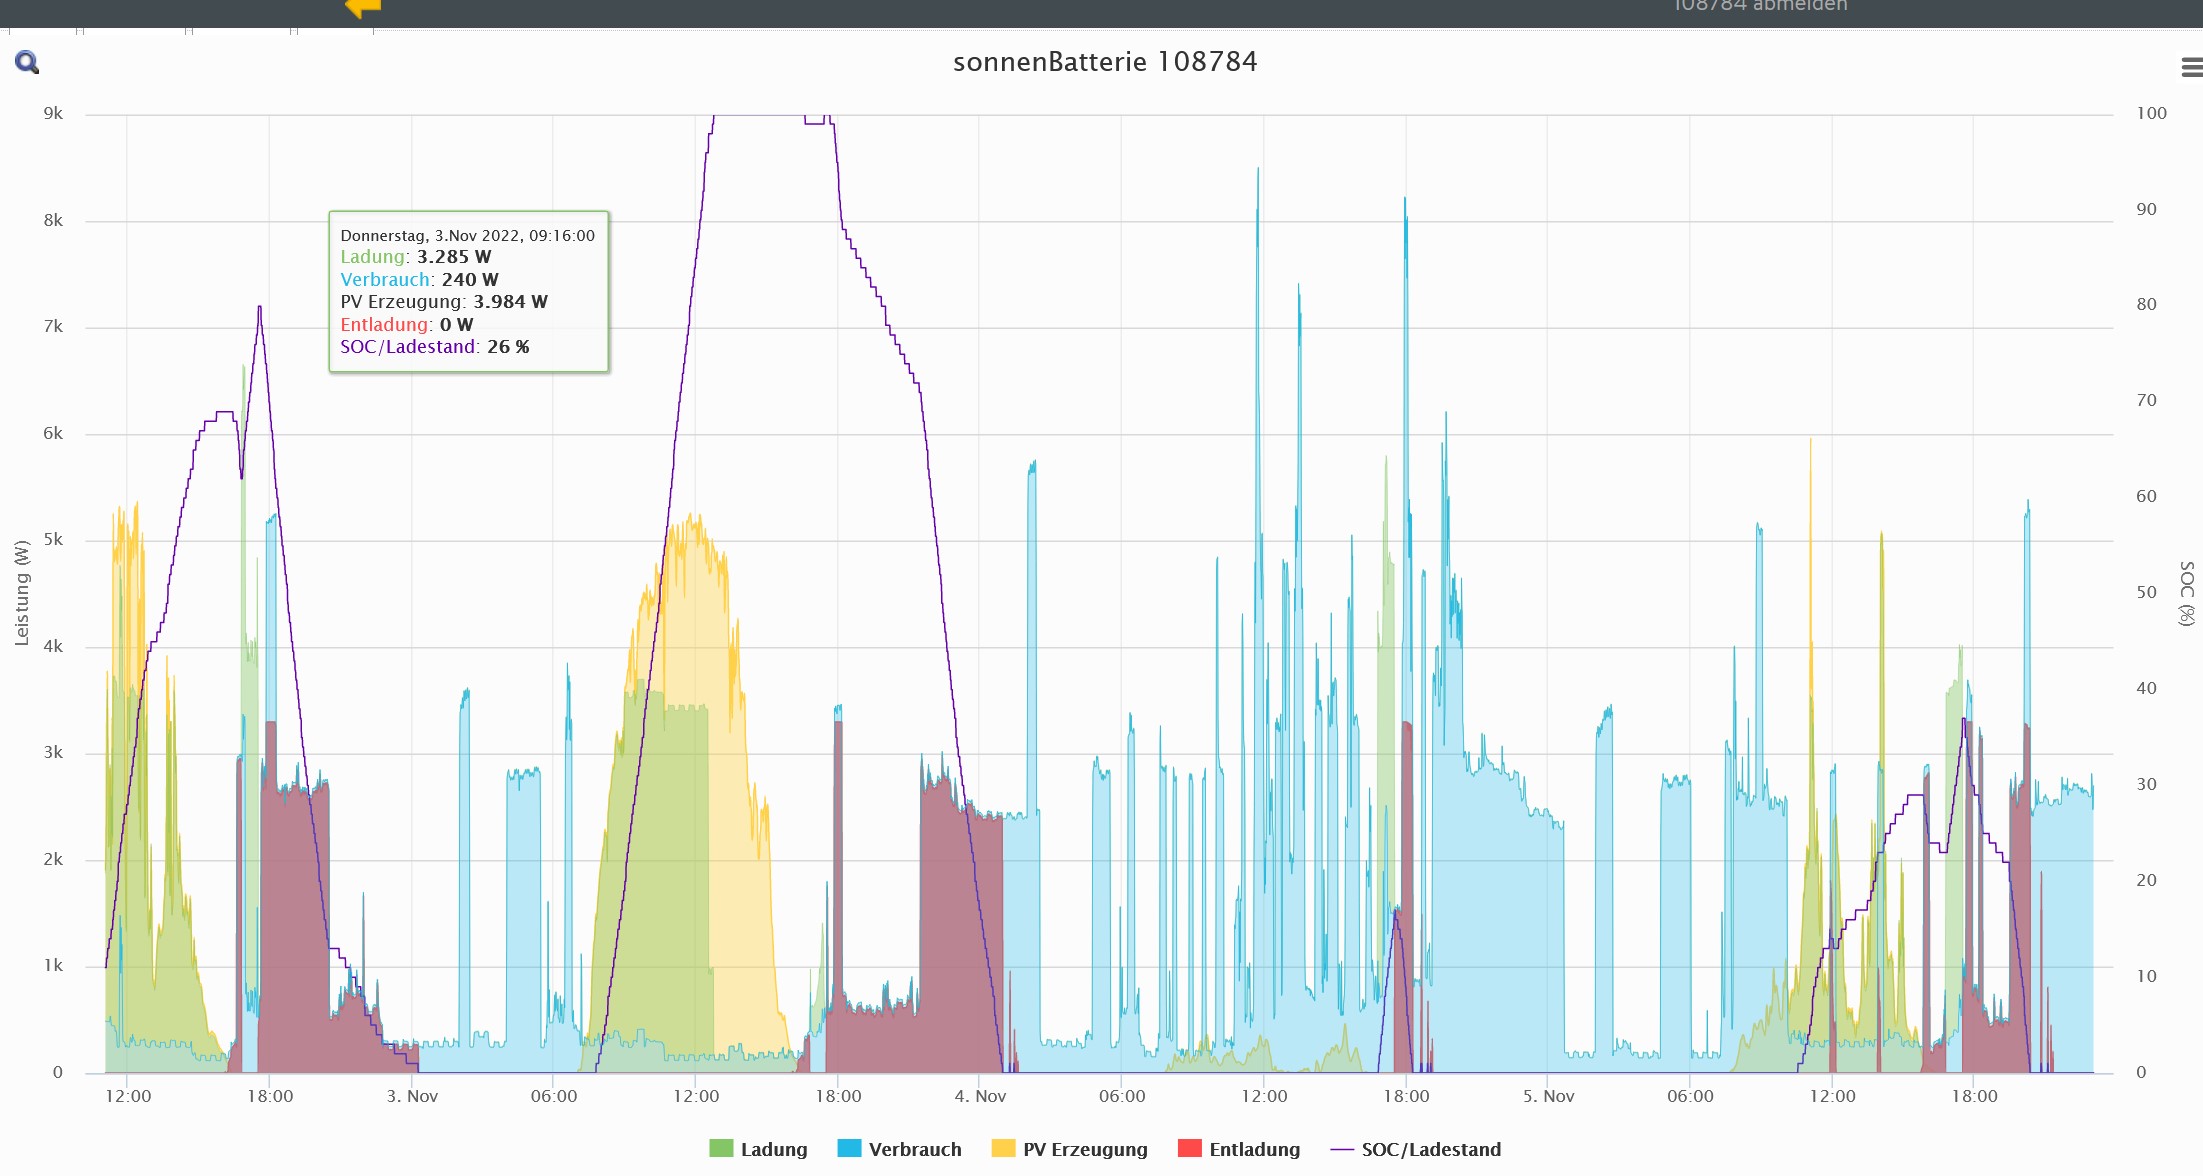 108784 abmelden
sonnenBatterie 108784
9k
8k
7k
6k
5k
4k
3k
2k
1k
0
Leistung (W)
Donnerstag, 3.Nov 2022, 09:16:00
Ladung: 3.285 W
Verbrauch: 240 W
PV Erzeugung: 3.984 W
Entladung: 0 W
SOC/Ladestand: 26 %
100
90
80
70
60
50
40
30
20
10
0
SOC (%)
12:00 18:00 3. Nov 06:00 12:00 18:00 4. Nov 06:00 12:00 18:00 5. Nov 06:00 12:00 18:00
Ladung Verbrauch PV Erzeugung Entladung SOC/Ladestand